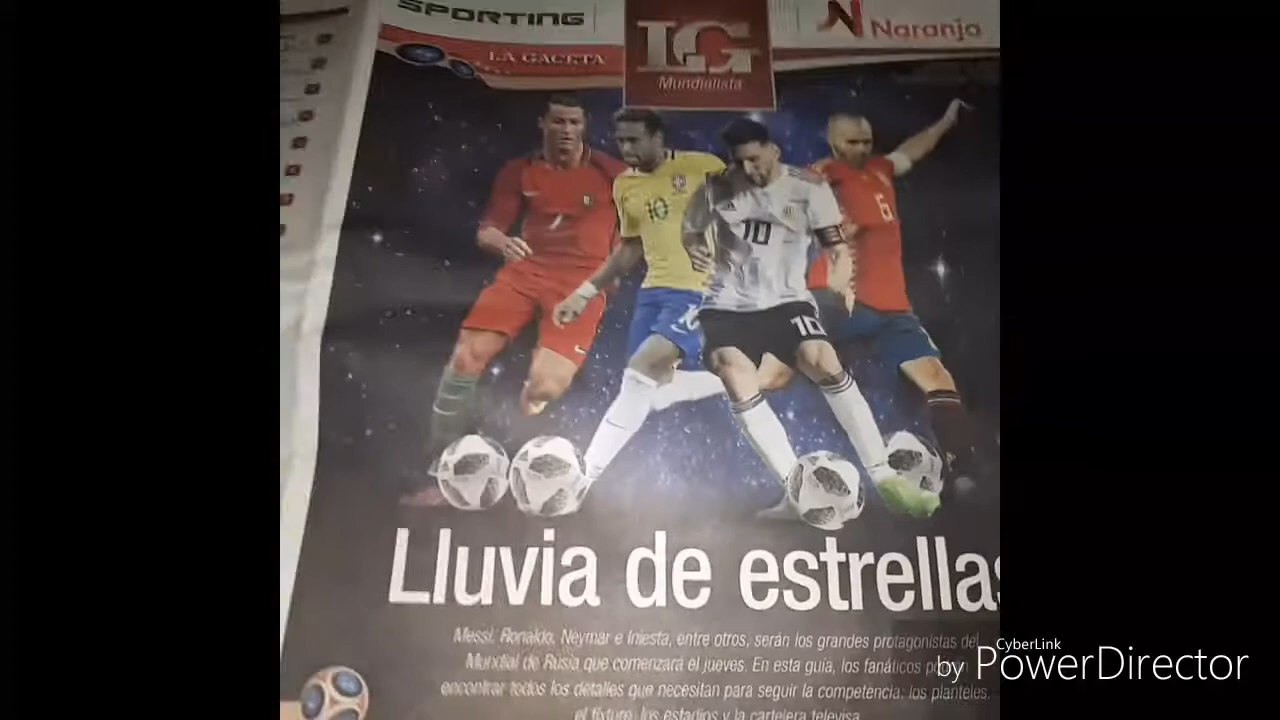 SPORTING
LG
Mundialista
Naranja
LA GACETA
7
10
10
10
10
6
Lluvia de estrellas
Messi, Ronaldo, Neymar e Iniesta, entre otros, serán los grandes protagonistas del
Mundial de Rusia que comenzará el jueves. En esta guía, los fanáticos
encontrar todos los detalles que necesitan para seguir la competencia: los planteles,
el fixture, los estadios y la cartelera televisa
CyberLink
by PowerDirector